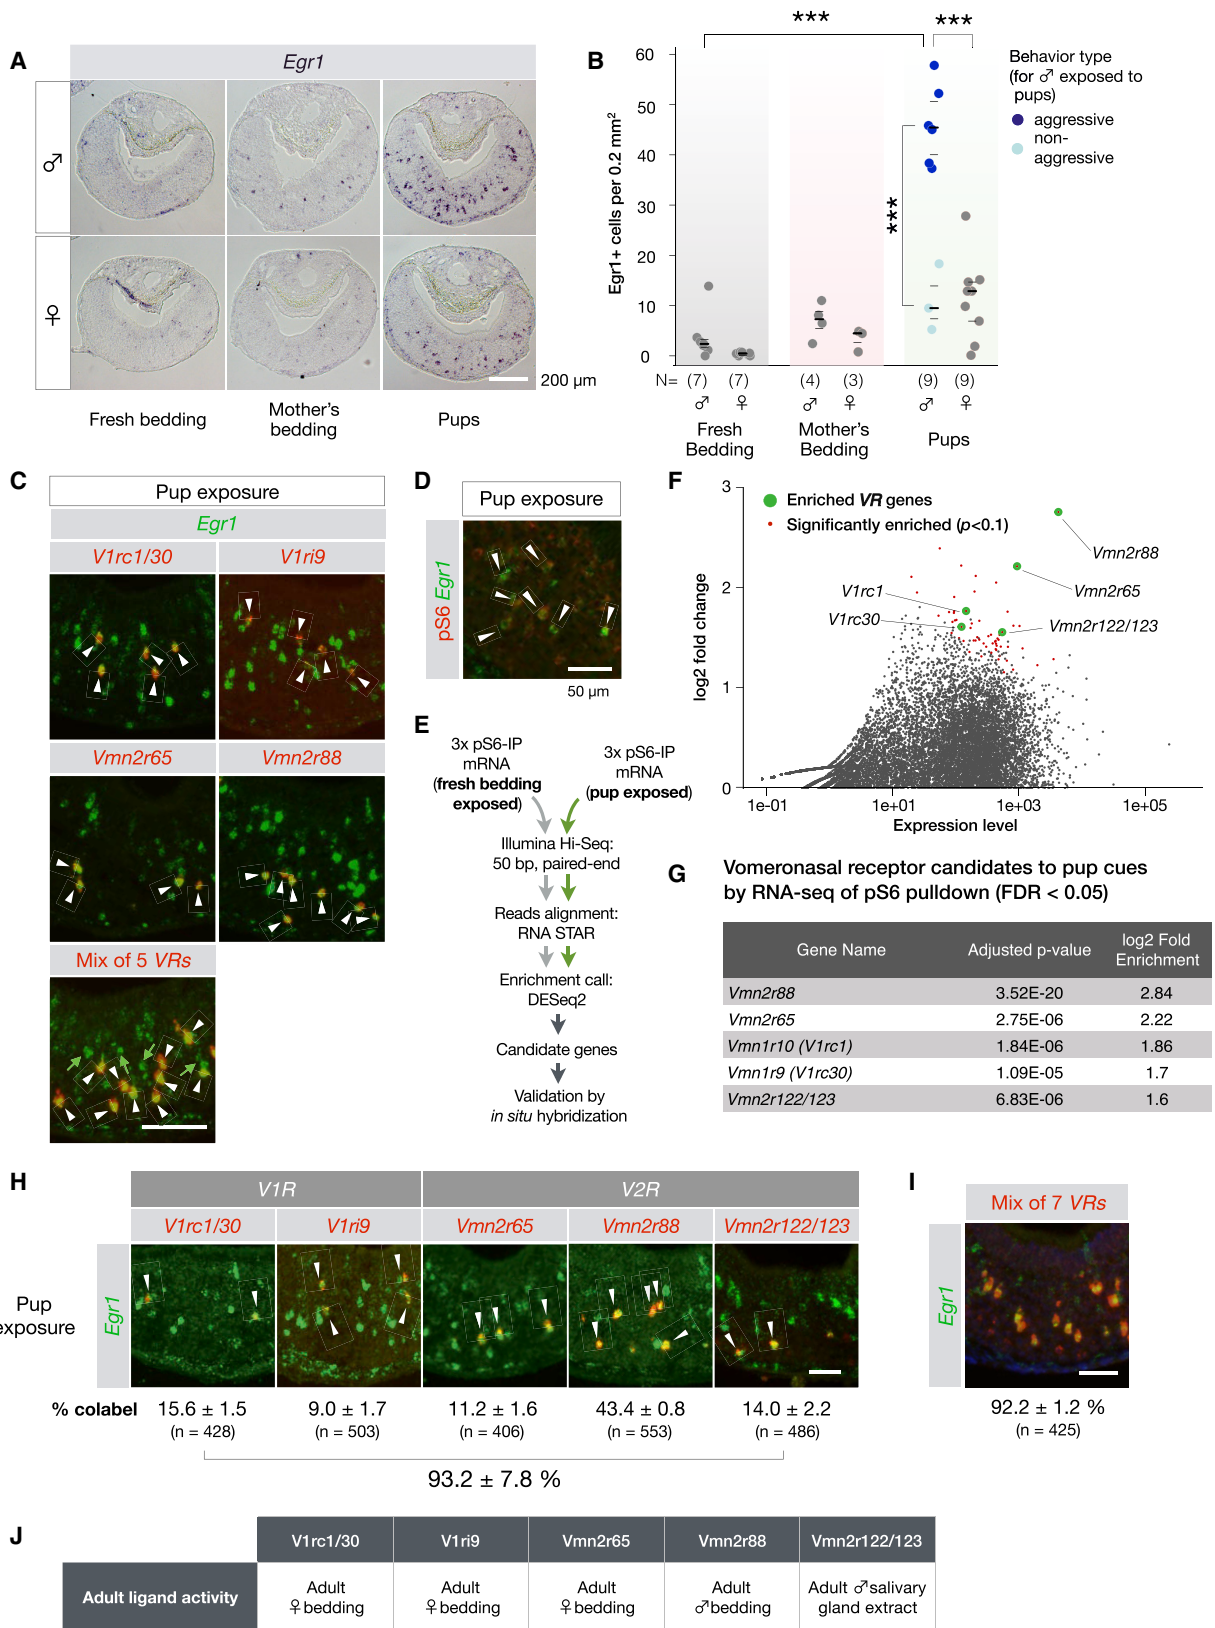 A
Egr1
♂
♀
Fresh bedding
Mother's
bedding
Pups
200 µm
B
***
***
Egr1+ cells per 0.2 mm²
60
50
40
30
20
10
0
***
Behavior type
(for ♂ exposed to
pups)
aggressive
non-
aggressive
N= (7) (7) (4) (3) (9) (9)
♂ ♀ ♂ ♀ ♂ ♀
Fresh
Bedding
Mother's
Bedding
Pups
C
Pup exposure
Egr1
V1rc1/30
V1ri9
Vmn2r65
Vmn2r88
Mix of 5 VRs
D
Pup exposure
pS6 Egr1
50 µm
E
3x pS6-IP
mRNA
(fresh bedding
exposed)
3x pS6-IP
mRNA
(pup exposed)
Illumina Hi-Seq:
50 bp, paired-end
Reads alignment:
RNA STAR
Enrichment call:
DESeq2
Candidate genes
Validation by
in situ hybridization
F
log2 fold change
3
2
1
0
Enriched VR genes
Significantly enriched (p<0.1)
Vmn2r88
Vmn2r65
V1rc1
V1rc30
Vmn2r122/123
1e-01 1e+01 1e+03 1e+05
Expression level
G
Vomeronasal receptor candidates to pup cues
by RNA-seq of pS6 pulldown (FDR < 0.05)
Gene Name Adjusted p-value log2 Fold Enrichment
Vmn2r88 3.52E-20 2.84
Vmn2r65 2.75E-06 2.22
Vmn1r10 (V1rc1) 1.84E-06 1.86
Vmn1r9 (V1rc30) 1.09E-05 1.7
Vmn2r122/123 6.83E-06 1.6
H
V1R V2R
V1rc1/30 V1ri9 Vmn2r65 Vmn2r88 Vmn2r122/123
Pup
exposure
Egr1
% colabel 15.6 ± 1.5 9.0 ± 1.7 11.2 ± 1.6 43.4 ± 0.8 14.0 ± 2.2
(n = 428) (n = 503) (n = 406) (n = 553) (n = 486)
93.2 ± 7.8 %
I
Mix of 7 VRs
Egr1
92.2 ± 1.2 %
(n = 425)
J
V1rc1/30 V1ri9 Vmn2r65 Vmn2r88 Vmn2r122/123
Adult ligand activity
Adult
♀bedding
Adult
♀bedding
Adult
♀bedding
Adult
♂bedding
Adult ♂salivary
gland extract